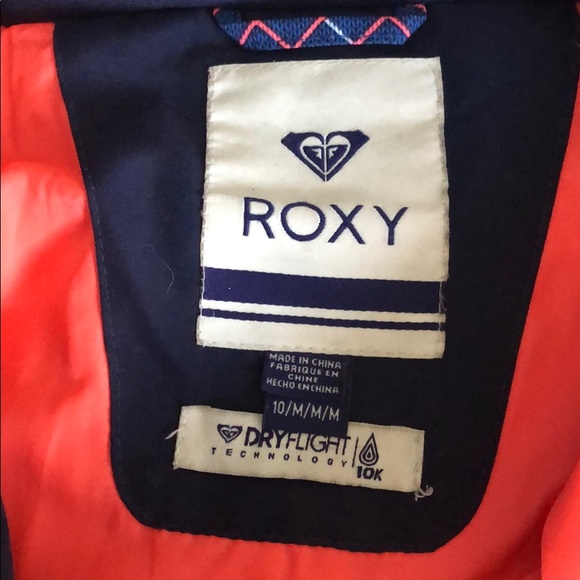 ROXY
MADE IN CHINA
FABRIQUE EN
CHINE
HECHO EN CHINA
10/M/M/M
DRYFLIGHT
TECHNOLOGY
10K